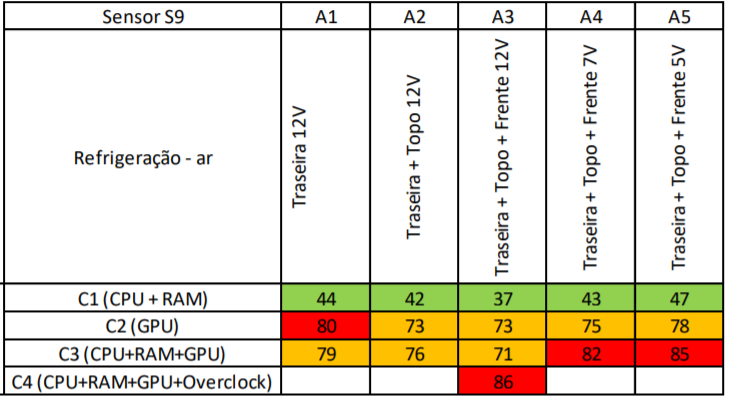 Sensor S9 A1 A2 A3 A4 A5
Refrigeração - ar Traseira 12V Traseira + Topo 12V Traseira + Topo + Frente 12V Traseira + Topo + Frente 7V Traseira + Topo + Frente 5V
C1 (CPU + RAM) 44 42 37 43 47
C2 (GPU) 80 73 73 75 78
C3 (CPU+RAM+GPU) 79 76 71 82 85
C4 (CPU+RAM+GPU+Overclock) 86